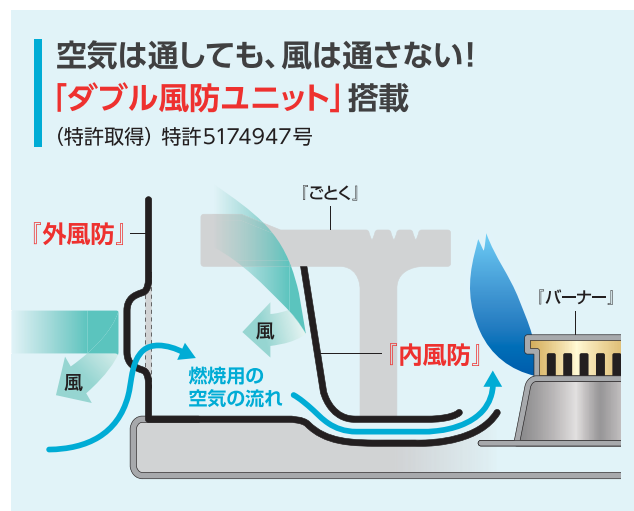 空気は通しても、風は通さない!
「ダブル風防ユニット」搭載
(特許取得) 特許5174947号
『ごとく』
『外風防』
『バーナー』
風
『内風防』
風
燃焼用の
空気の流れ